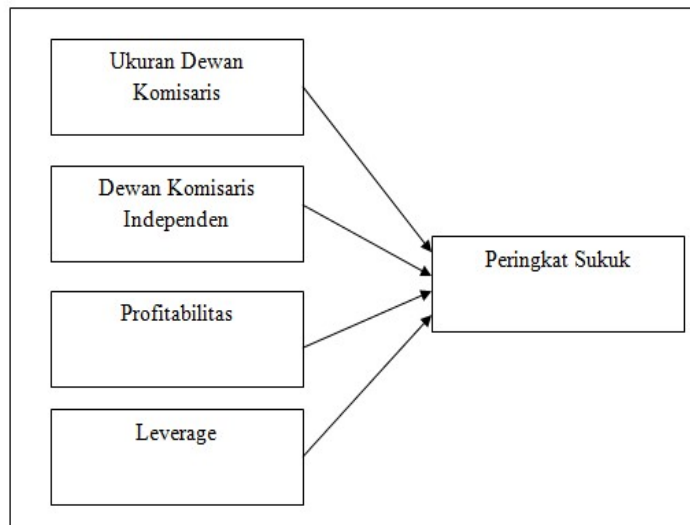 Ukuran Dewan
Komisaris
Dewan Komisaris
Independen
Profitabilitas
Leverage
Peringkat Sukuk